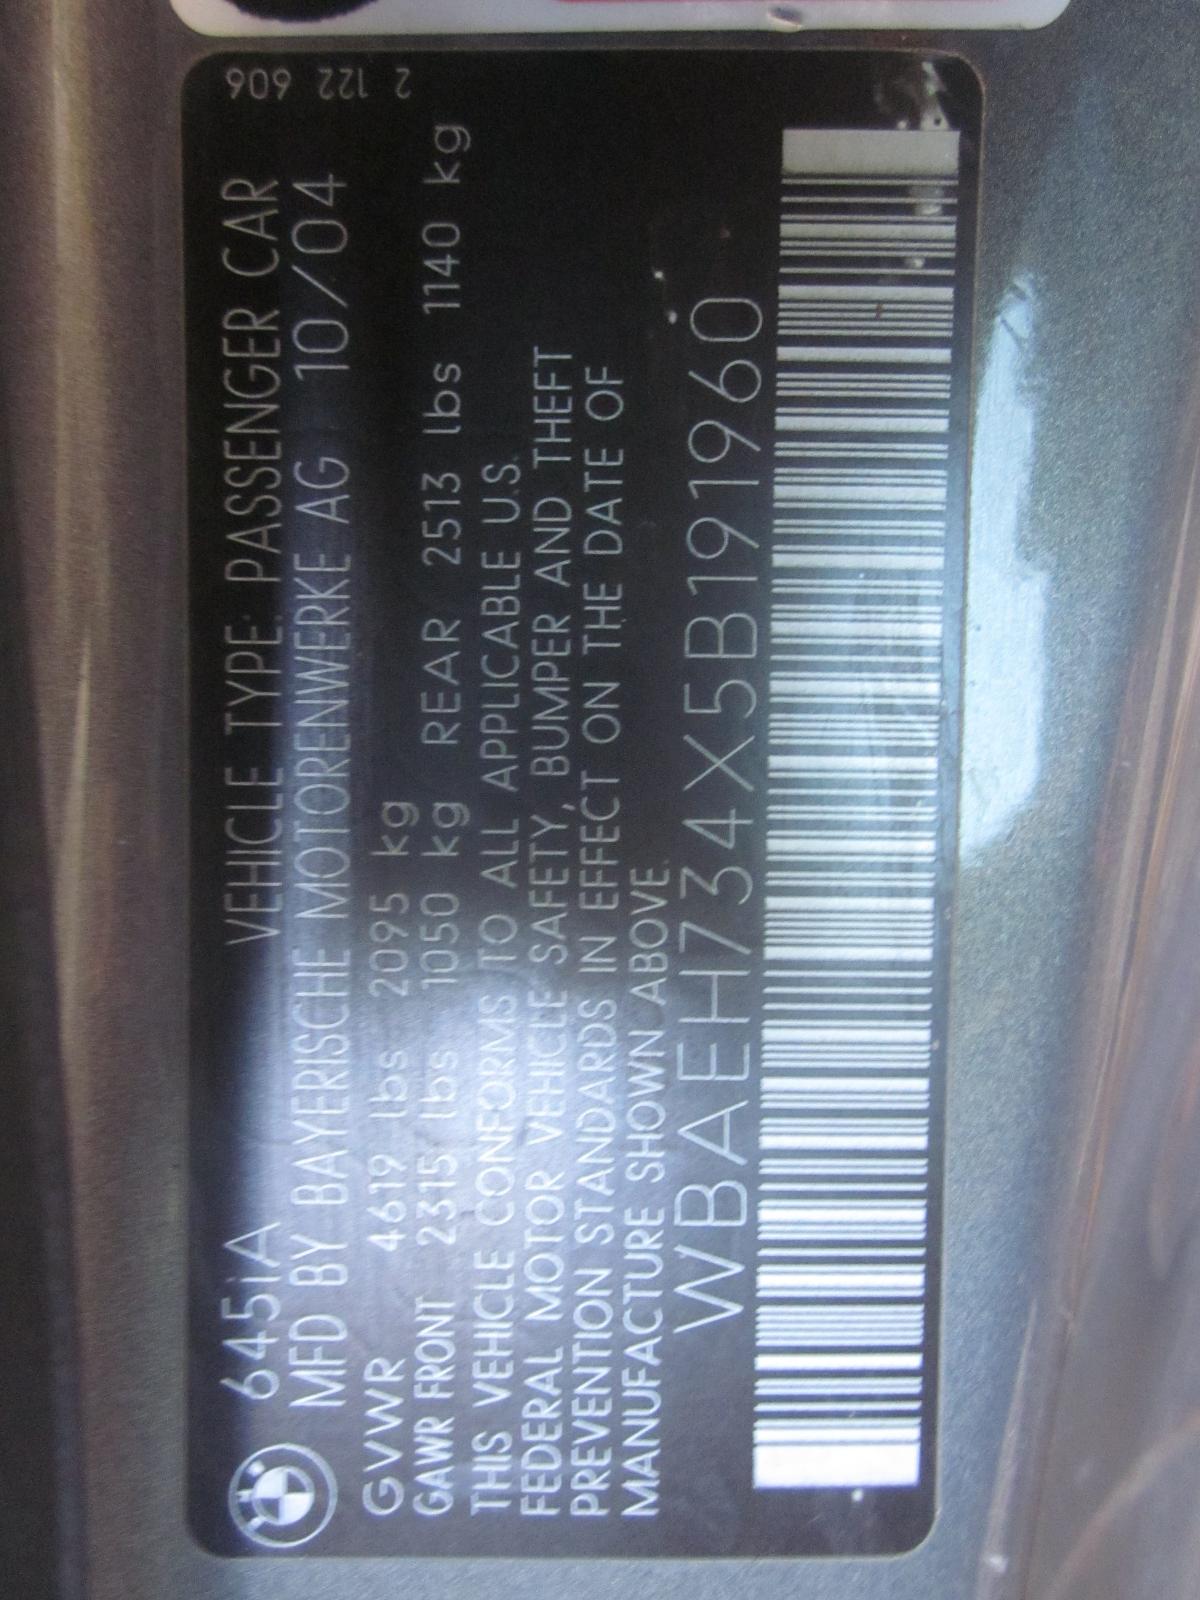 2 122 606
645iA VEHICLE TYPE: PASSENGER CAR
MFD BY BAYERISCHE MOTORENWERKE AG 10/04
GVWR 4619 lbs 2095 kg
GAWR FRONT 2315 lbs 1050 kg REAR 2513 lbs 1140 kg
THIS VEHICLE CONFORMS TO ALL APPLICABLE U.S.
FEDERAL MOTOR VEHICLE SAFETY, BUMPER AND THEFT
PREVENTION STANDARDS IN EFFECT ON THE DATE OF
MANUFACTURE SHOWN ABOVE.
WBAEH734X5B191960